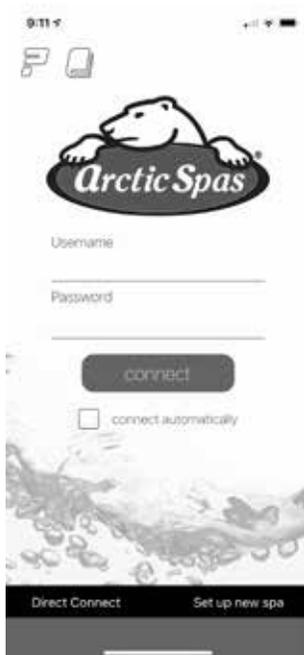 9:11
arctic Spas®
Username
Password
connect
connect automatically
Direct Connect
Set up new spa